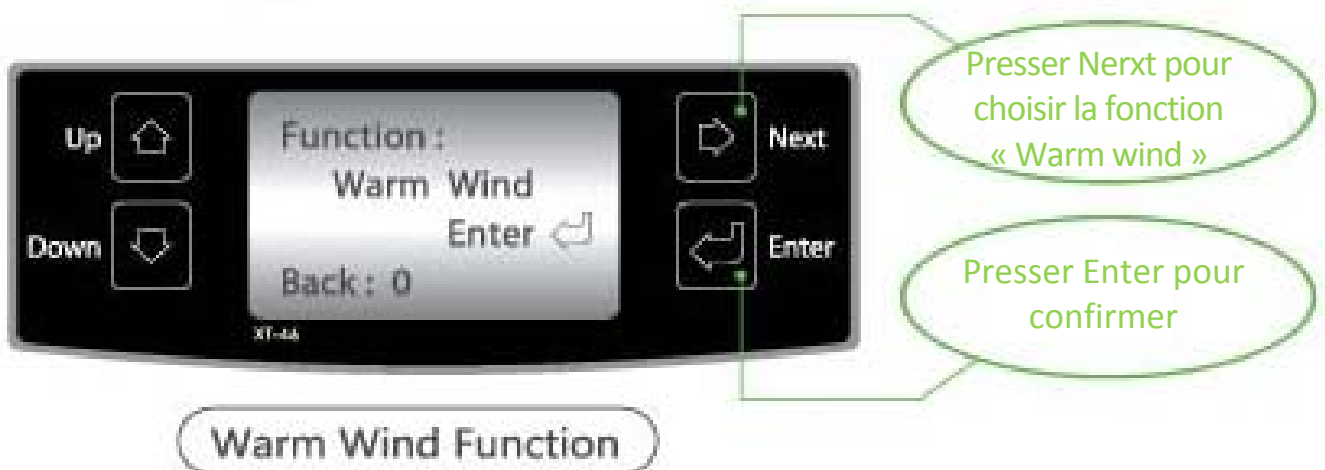 Up
Down
Function :
Warm Wind
Enter
Back : 0
XT-46
Next
Enter
Presser Nerxt pour
choisir la fonction
« Warm wind »
Presser Enter pour
confirmer
Warm Wind Function